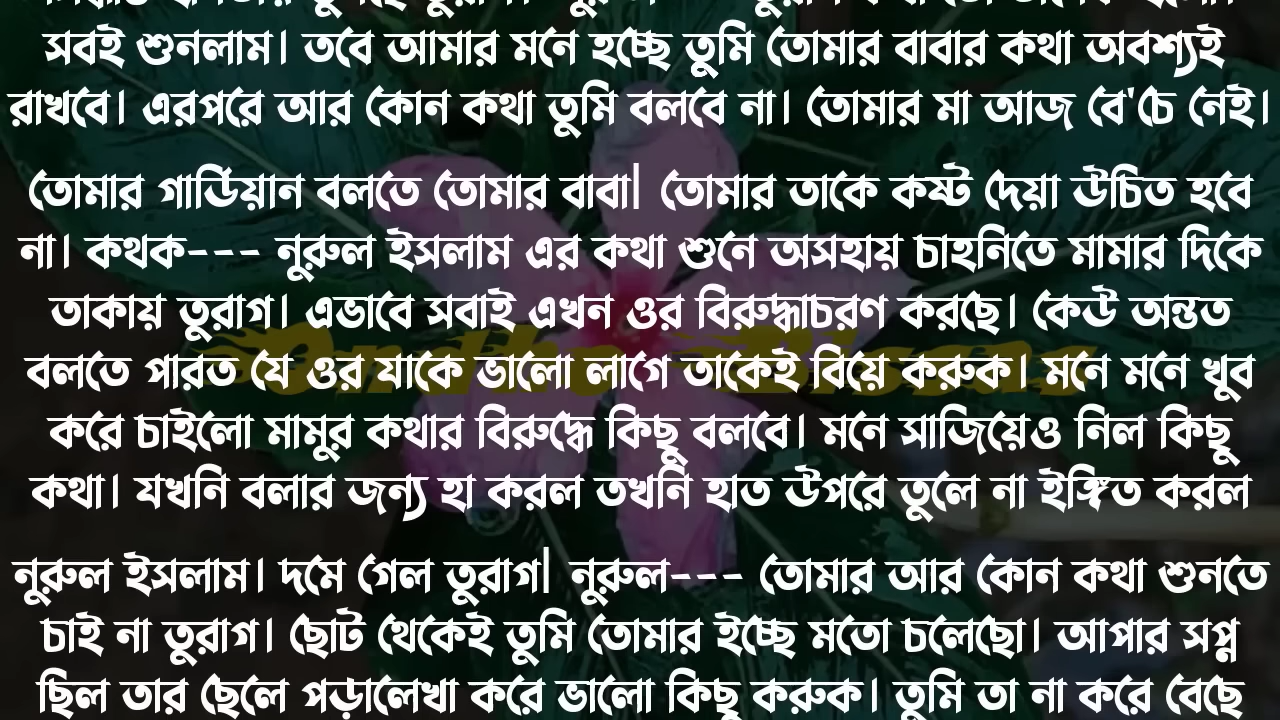 সবই শুনলাম। তবে আমার মনে হচ্ছে তুমি তোমার বাবার কথা অবশ্যই
রাখবে। এরপরে আর কোন কথা তুমি বলবে না। তোমার মা আজ বে'চে নেই।
তোমার গার্ডিয়ান বলতে তোমার বাবা| তোমার তাকে কষ্ট দেয়া উচিত হবে
না। কথক--- নুরুল ইসলাম এর কথা শুনে অসহায় চাহনিতে মামার দিকে
তাকায় তুরাগ। এভাবে সবাই এখন ওর বিরুদ্ধাচরণ করছে। কেউ অন্তত
বলতে পারত যে ওর যাকে ভালো লাগে তাকেই বিয়ে করুক। মনে মনে খুব
করে চাইলো মামুর কথার বিরুদ্ধে কিছু বলবে। মনে সাজিয়েও নিল কিছু
কথা। যখনি বলার জন্য হা করল তখনি হাত উপরে তুলে না ইঙ্গিত করল
নুরুল ইসলাম। দমে গেল তুরাগ| নুরুল--- তোমার আর কোন কথা শুনতে
চাই না তুরাগ। ছোট থেকেই তুমি তোমার ইচ্ছে মতো চলেছো। আপার সপ্ন
ছিল তার ছেলে পড়ালেখা করে ভালো কিছু করুক। তুমি তা না করে বেছে